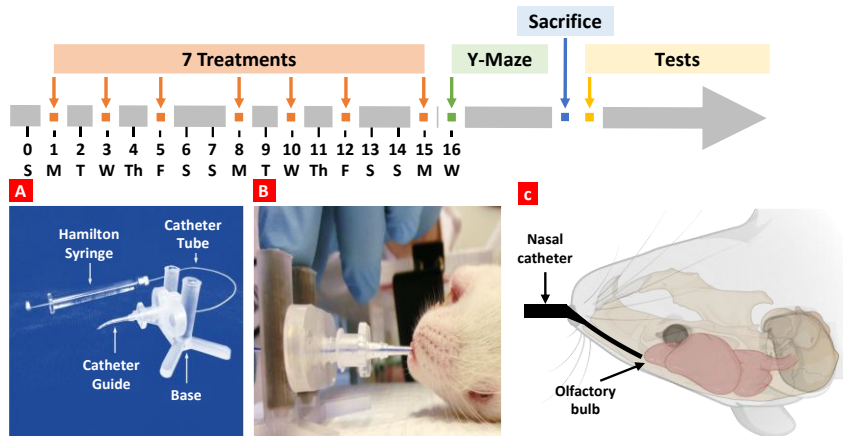 Sacrifice
7 Treatments
Y-Maze
Tests
0 1 2 3 4 5 6 7 8 9 10 11 12 13 14 15 16
S M T W Th F S S M T W Th F S S M W
A
Hamilton
Syringe
Catheter
Tube
Catheter
Guide
Base
B
c
Nasal
catheter
Olfactory
bulb